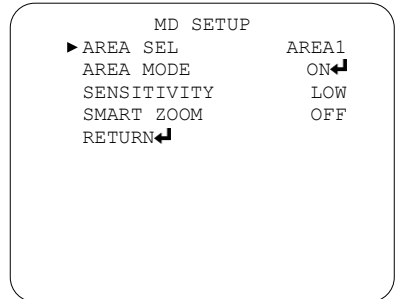 MD SETUP
►AREA SEL AREA1
AREA MODE ON↵
SENSITIVITY LOW
SMART ZOOM OFF
RETURN↵